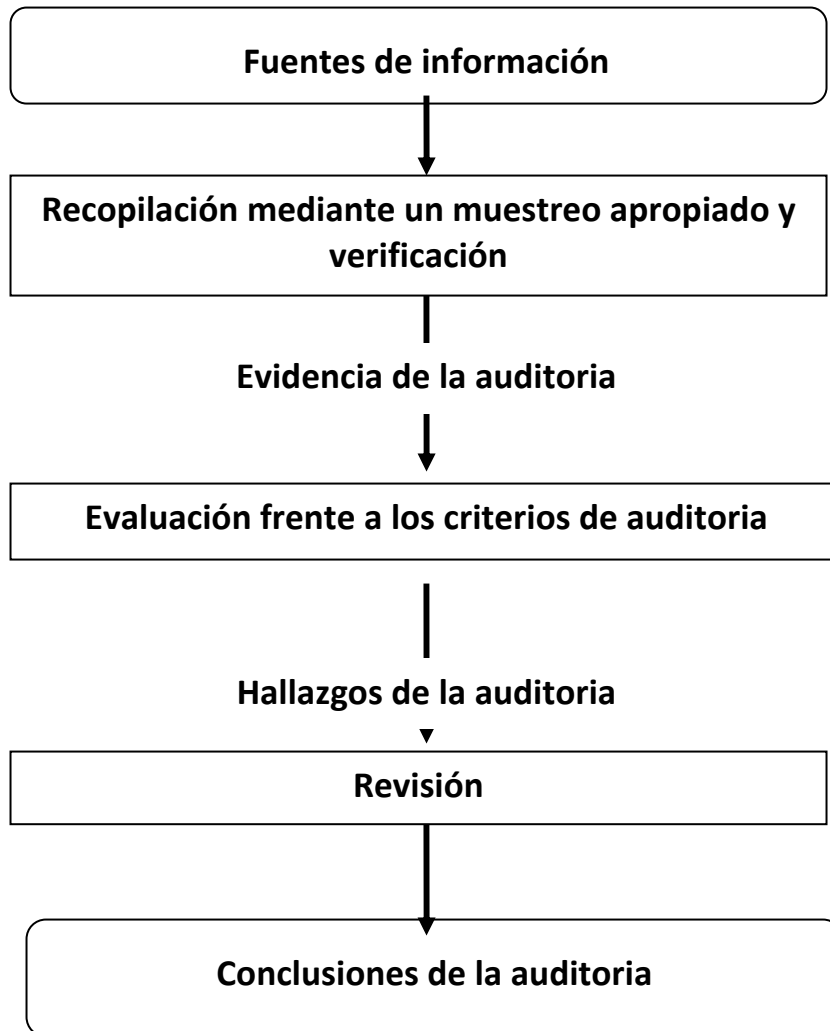 Fuentes de información
Recopilación mediante un muestreo apropiado y
verificación
Evidencia de la auditoria
Evaluación frente a los criterios de auditoria
Hallazgos de la auditoria
Revisión
Conclusiones de la auditoria